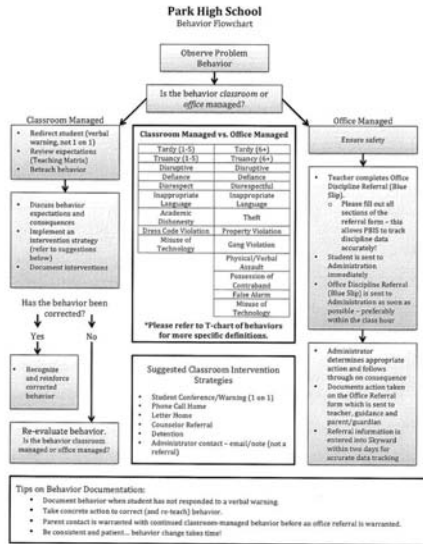 Park High School
Behavior Flowchart
Observe Problem
Behavior
Is the behavior classroom or
office managed?
Classroom Managed
• Redirect student (verbal
warning, not 1 on 1)
• Review expectations
(Teaching Matrix)
• Reteach behavior
• Discuss behavior
expectations and
consequences
• Implement an
intervention strategy
(refer to suggestions
below)
• Document interventions
Has the behavior been
corrected?
Yes
No
• Recognize
and reinforce
corrected
behavior
Re-evaluate behavior.
Is the behavior classroom
managed or office managed?
Classroom Managed vs. Office Managed
Tardy (1-5) Tardy (6+)
Truancy (1-5) Truancy (6+)
Disruptive Disruptive
Defiance Defiance
Disrespect Disrespectful
Inappropriate Language Inappropriate Language
Academic Dishonesty Theft
Dress Code Violation Property Violation
Misuse of Technology Gang Violation
Physical/Verbal
Assault
Possession of
Contraband
False Alarm
Misuse of
Technology
*Please refer to T-chart of behaviors
for more specific definitions.
Suggested Classroom Intervention
Strategies
• Student Conference/Warning (1 on 1)
• Phone Call Home
• Letter Home
• Counselor Referral
• Detention
• Administrator contact – email/note (not a
referral)
Office Managed
Ensure safety
• Teacher completes Office
Discipline Referral (Blue
Slip).
o Please fill out all
sections of the
referral form – this
allows PBIS to track
discipline data
accurately!
• Student is sent to
Administration
immediately
• Office Discipline Referral
(Blue Slip) is sent to
Administration as soon as
possible – preferably
within the class hour
• Administrator
determines appropriate
action and follows
through on consequence
• Documents action taken
on the Office Referral
form which is sent to
teacher, guidance and
parent/guardian
• Referral information is
entered into Skyward
within two days for
accurate data tracking
Tips on Behavior Documentation:
• Document behavior when student has not responded to a verbal warning.
• Take concrete action to correct (and re-teach) behavior.
• Parent contact is warranted with continued classroom-managed behavior before an office referral is warranted.
• Be consistent and patient... behavior change takes time!